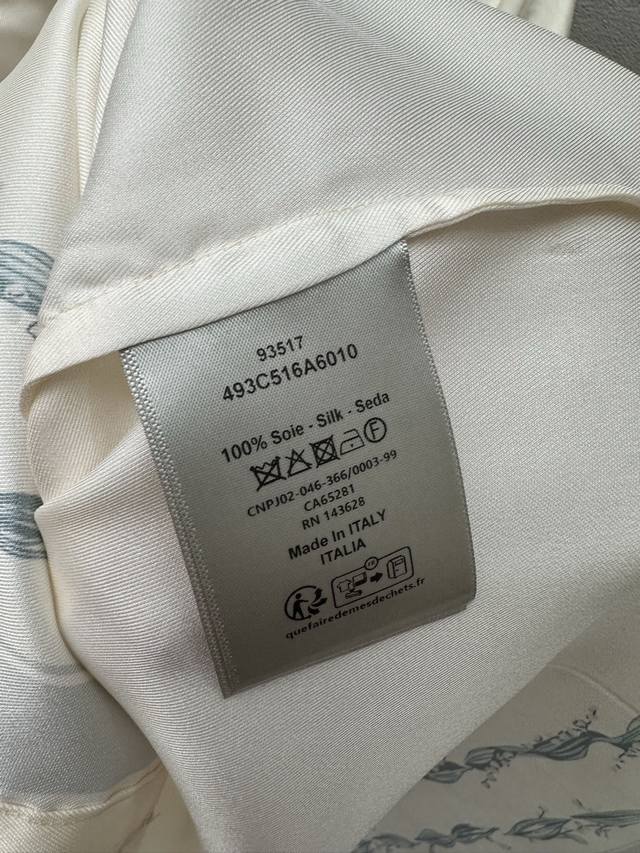 93517
493C516A6010
100% Soie - Silk - Seda
F
CNPJ02-046-366/0003-99
CA65281
RN 143628
Made In ITALY
ITALIA
FR
quefairedemesdechets.fr